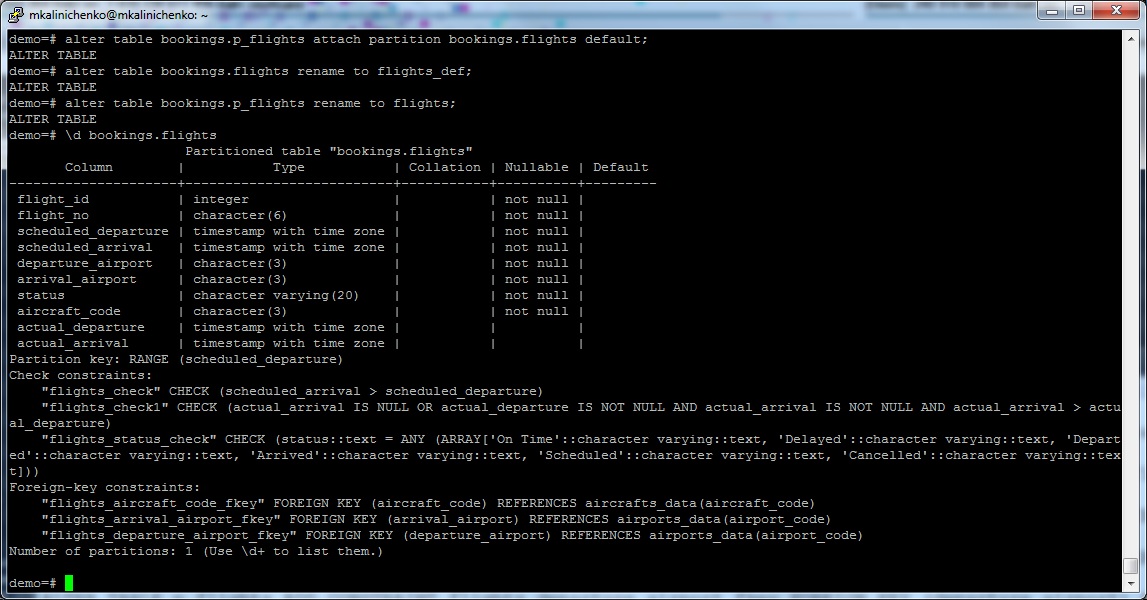 mkalinichenko@mkalinichenko: ~
demo=# alter table bookings.p_flights attach partition bookings.flights default;
ALTER TABLE
demo=# alter table bookings.flights rename to flights_def;
ALTER TABLE
demo=# alter table bookings.p_flights rename to flights;
ALTER TABLE
demo=# \d bookings.flights
                      Partitioned table "bookings.flights"
       Column        |           Type           | Collation | Nullable | Default
---------------------+--------------------------+-----------+----------+---------
 flight_id           | integer                  |           | not null |
 flight_no           | character(6)             |           | not null |
 scheduled_departure | timestamp with time zone |           | not null |
 scheduled_arrival   | timestamp with time zone |           | not null |
 departure_airport   | character(3)             |           | not null |
 arrival_airport     | character(3)             |           | not null |
 status              | character varying(20)    |           | not null |
 aircraft_code       | character(3)             |           | not null |
 actual_departure    | timestamp with time zone |           |          |
 actual_arrival      | timestamp with time zone |           |          |
Partition key: RANGE (scheduled_departure)
Check constraints:
    "flights_check" CHECK (scheduled_arrival > scheduled_departure)
    "flights_check1" CHECK (actual_arrival IS NULL OR actual_departure IS NOT NULL AND actual_arrival IS NOT NULL AND actual_arrival > actu
al_departure)
    "flights_status_check" CHECK (status::text = ANY (ARRAY['On Time'::character varying::text, 'Delayed'::character varying::text, 'Depart
ed'::character varying::text, 'Arrived'::character varying::text, 'Scheduled'::character varying::text, 'Cancelled'::character varying::tex
t]))
Foreign-key constraints:
    "flights_aircraft_code_fkey" FOREIGN KEY (aircraft_code) REFERENCES aircrafts_data(aircraft_code)
    "flights_arrival_airport_fkey" FOREIGN KEY (arrival_airport) REFERENCES airports_data(airport_code)
    "flights_departure_airport_fkey" FOREIGN KEY (departure_airport) REFERENCES airports_data(airport_code)
Number of partitions: 1 (Use \d+ to list them.)
demo=#